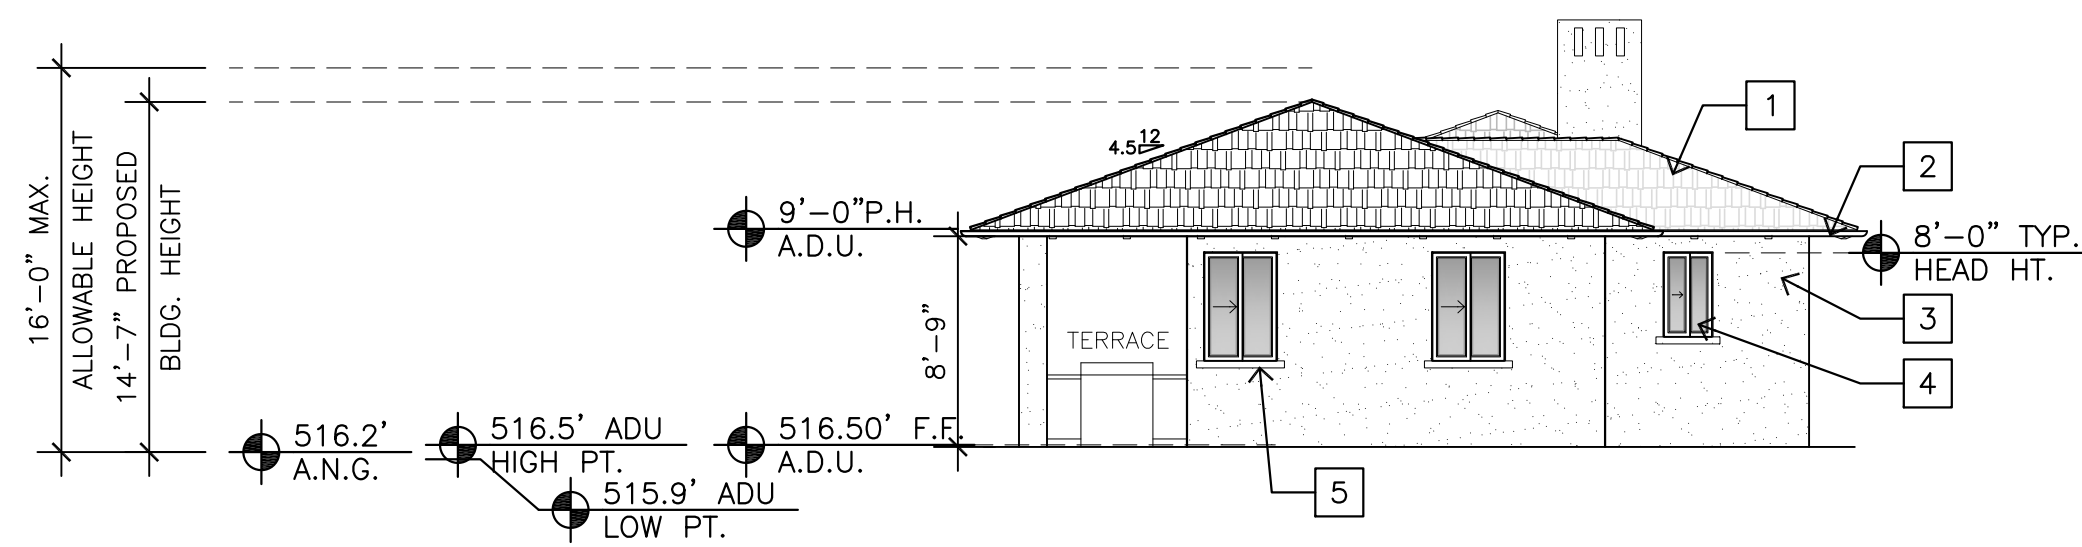 16'-0" MAX.
ALLOWABLE HEIGHT
14'-7" PROPOSED
BLDG. HEIGHT
516.2'
A.N.G.
516.5' ADU
HIGH PT.
515.9' ADU
LOW PT.
9'-0"P.H.
A.D.U.
516.50' F.F.
A.D.U.
8'-9"
12
4.5
TERRACE
1
2
8'-0" TYP.
HEAD HT.
3
4
5